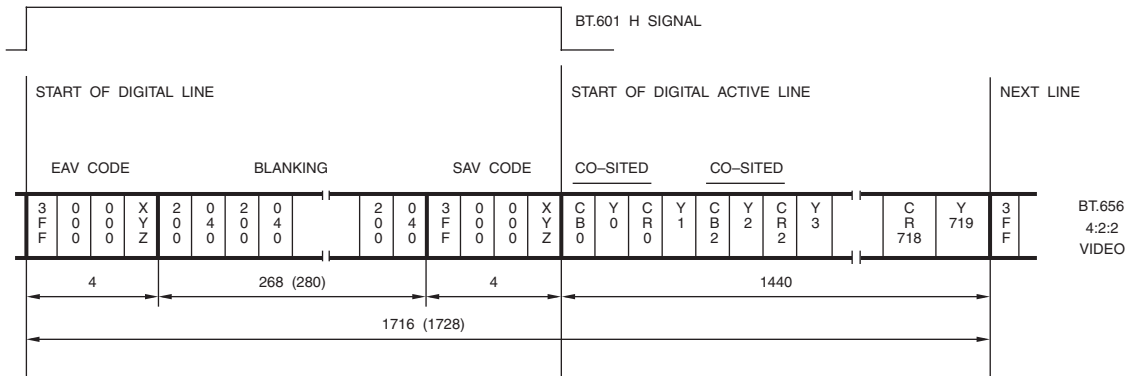 BT.601 H SIGNAL
START OF DIGITAL LINE
START OF DIGITAL ACTIVE LINE
NEXT LINE
EAV CODE
BLANKING
SAV CODE
CO–SITED
CO–SITED
3FF 000 000 XYZ 200 040 200 040 200 040 3FF 000 000 XYZ CB0 Y0 CR0 Y1 CB2 Y2 CR2 Y3 CR718 Y719 3FF
BT.656
4:2:2
VIDEO
4
268 (280)
4
1440
1716 (1728)